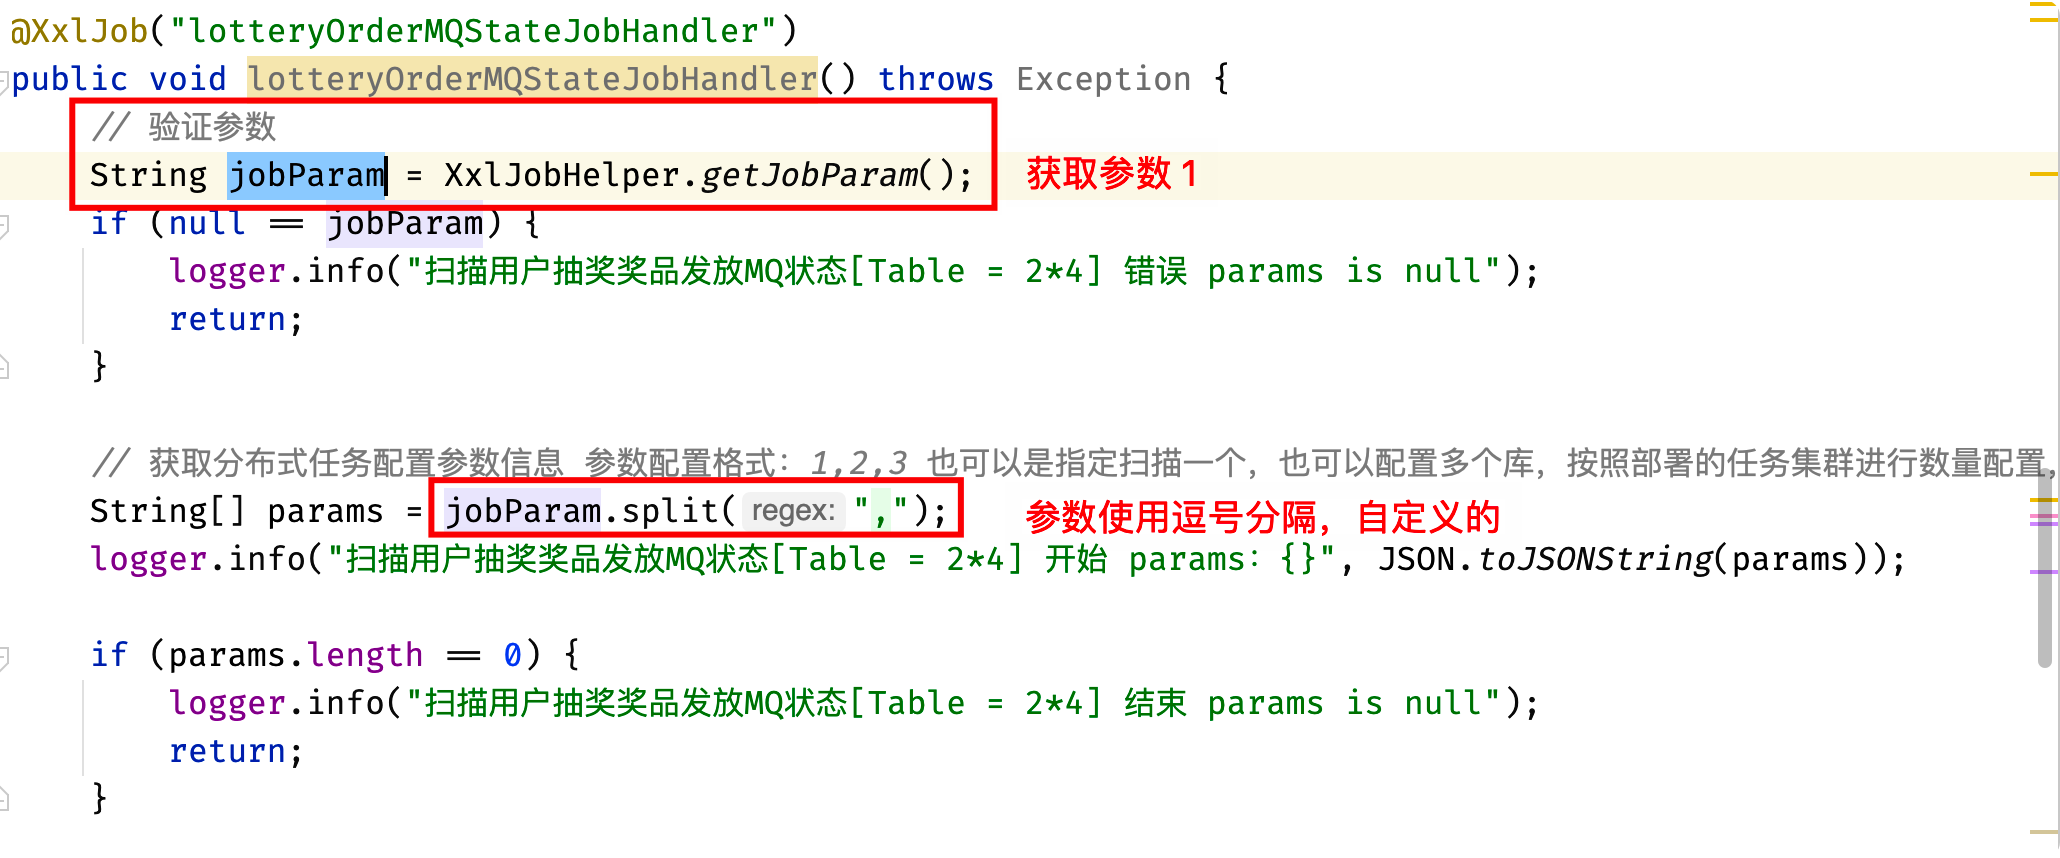 @XxlJob("lotteryOrderMQStateJobHandler")
public void lotteryOrderMQStateJobHandler() throws Exception {
// 验证参数
String jobParam = XxlJobHelper.getJobParam(); 获取参数 1
if (null == jobParam) {
logger.info("扫描用户抽奖奖品发放MQ状态[Table = 2*4] 错误 params is null");
return;
}
// 获取分布式任务配置参数信息 参数配置格式：1,2,3 也可以是指定扫描一个，也可以配置多个库，按照部署的任务集群进行数量配置，
String[] params = jobParam.split( regex: ","); 参数使用逗号分隔，自定义的
logger.info("扫描用户抽奖奖品发放MQ状态[Table = 2*4] 开始 params：{}", JSON.toJSONString(params));
if (params.length == 0) {
logger.info("扫描用户抽奖奖品发放MQ状态[Table = 2*4] 结束 params is null");
return;
}